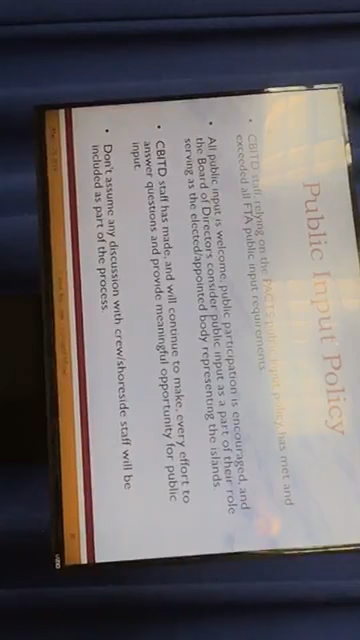 Public Input Policy
• CBITD staff, relying on the PACTS public input policy, has met and
exceeded all FTA public input requirements.
• All public input is welcome, public participation is encouraged, and
the Board of Directors consider public input as a part of their role
serving as the elected/appointed body representing the islands.
• CBITD staff has made, and will continue to make, every effort to
answer questions and provide meaningful opportunity for public
input.
• Don't assume any discussion with crew/shoreside staff will be
included as part of the process.
VIZIO